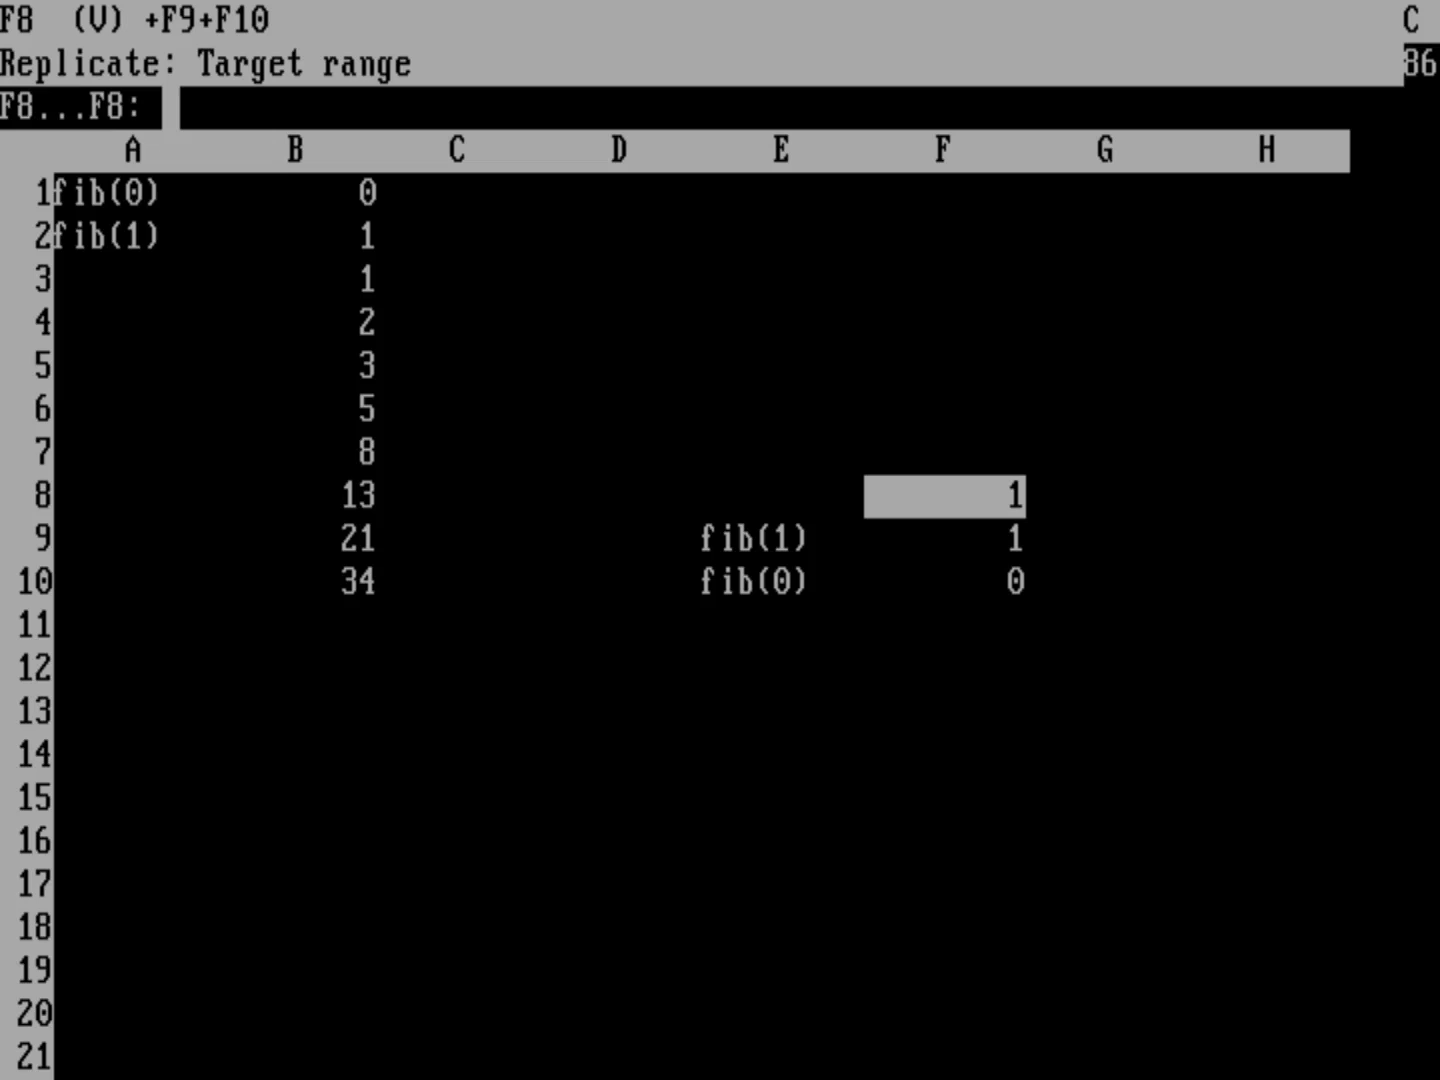 F8  (V) +F9+F10 C
Replicate: Target range 86
F8...F8:
A B C D E F G H
1 fib(0) 0
2 fib(1) 1
3 1
4 2
5 3
6 5
7 8
8 13 1
9 21 fib(1) 1
10 34 fib(0) 0
11
12
13
14
15
16
17
18
19
20
21